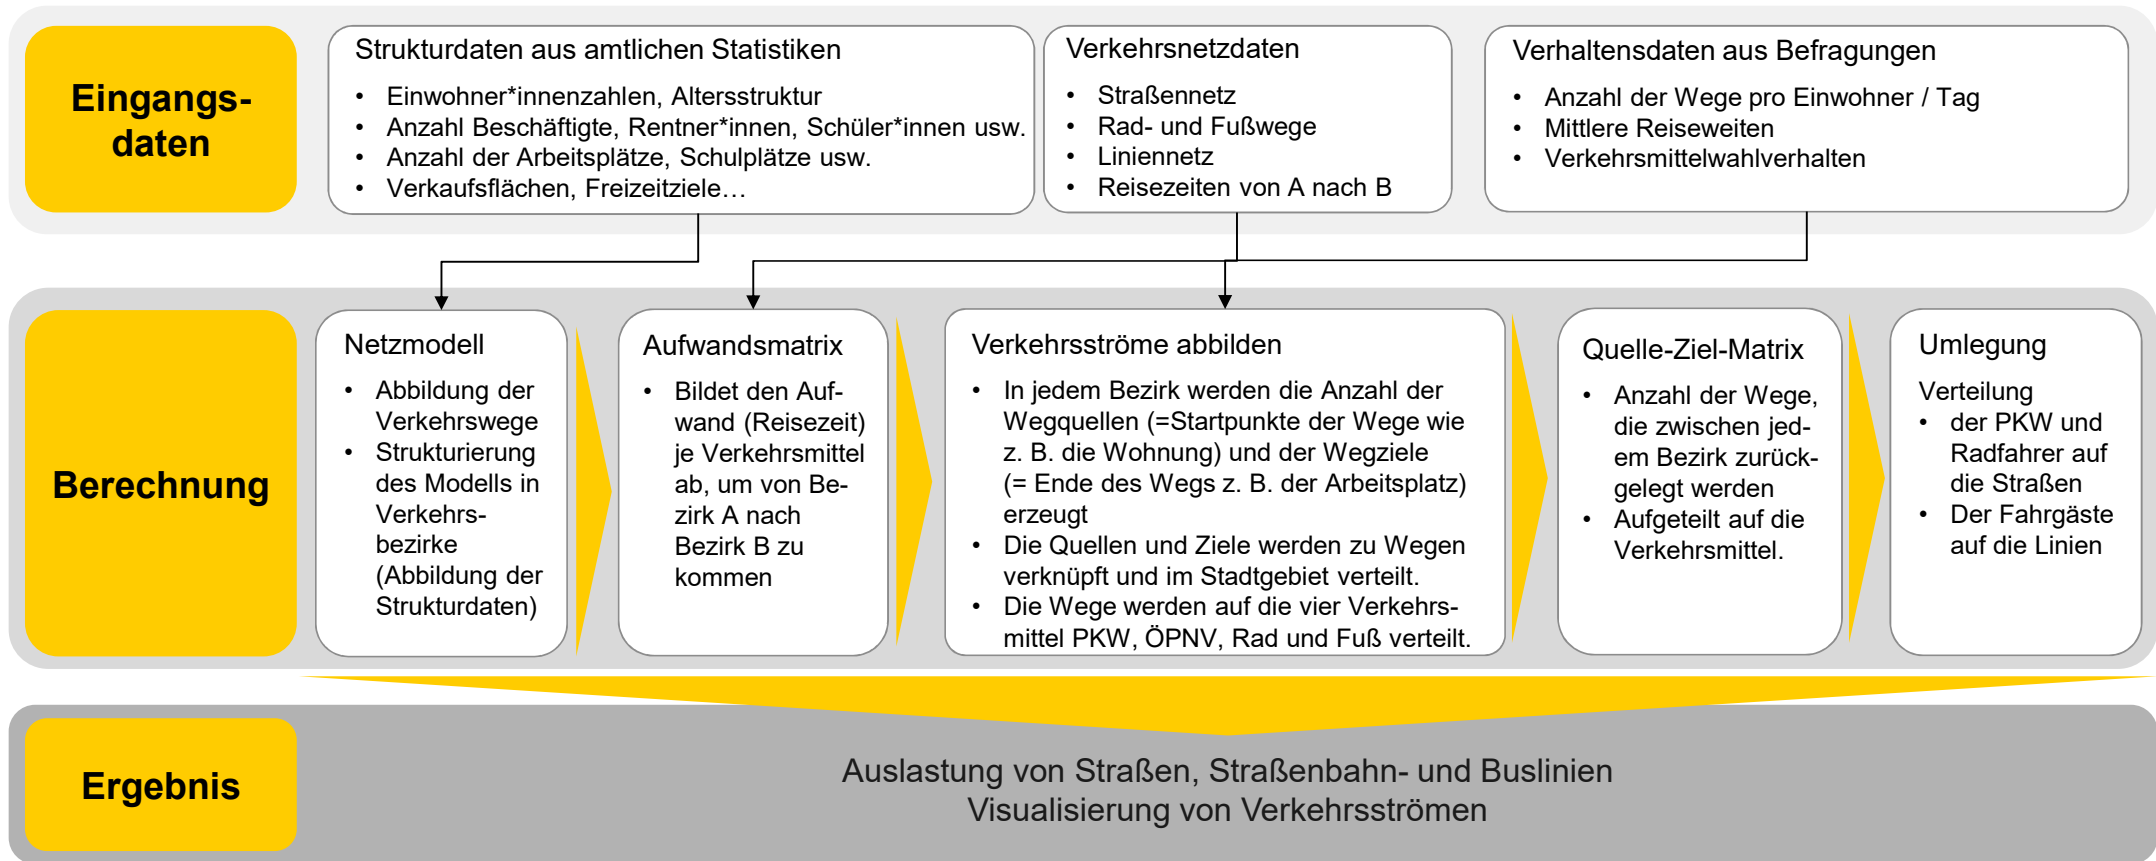 Eingangs-
daten
Strukturdaten aus amtlichen Statistiken
• Einwohner*innenzahlen, Altersstruktur
• Anzahl Beschäftigte, Rentner*innen, Schüler*innen usw.
• Anzahl der Arbeitsplätze, Schulplätze usw.
• Verkaufsflächen, Freizeitziele…
Verkehrsnetzdaten
• Straßennetz
• Rad- und Fußwege
• Liniennetz
• Reisezeiten von A nach B
Verhaltensdaten aus Befragungen
• Anzahl der Wege pro Einwohner / Tag
• Mittlere Reiseweiten
• Verkehrsmittelwahlverhalten
Berechnung
Netzmodell
• Abbildung der
Verkehrswege
• Strukturierung
des Modells in
Verkehrs-
bezirke
(Abbildung der
Strukturdaten)
Aufwandsmatrix
• Bildet den Auf-
wand (Reisezeit)
je Verkehrsmittel
ab, um von Be-
zirk A nach
Bezirk B zu
kommen
Verkehrsströme abbilden
• In jedem Bezirk werden die Anzahl der
Wegquellen (=Startpunkte der Wege wie
z. B. die Wohnung) und der Wegziele
(= Ende des Wegs z. B. der Arbeitsplatz)
erzeugt
• Die Quellen und Ziele werden zu Wegen
verknüpft und im Stadtgebiet verteilt.
• Die Wege werden auf die vier Verkehrs-
mittel PKW, ÖPNV, Rad und Fuß verteilt.
Quelle-Ziel-Matrix
• Anzahl der Wege,
die zwischen jed-
em Bezirk zurück-
gelegt werden
• Aufgeteilt auf die
Verkehrsmittel.
Umlegung
Verteilung
• der PKW und
Radfahrer auf
die Straßen
• Der Fahrgäste
auf die Linien
Ergebnis
Auslastung von Straßen, Straßenbahn- und Buslinien
Visualisierung von Verkehrsströmen